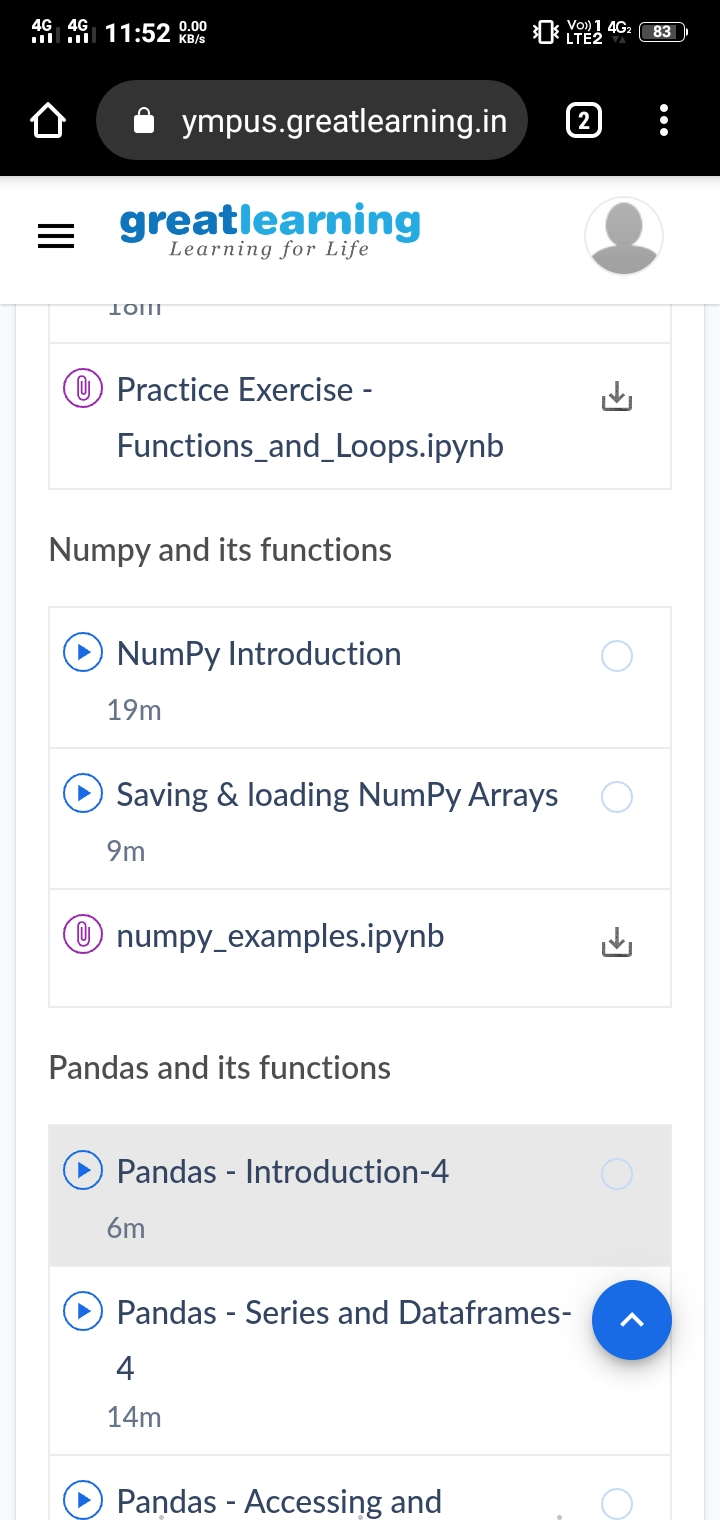 4G 4G 11:52 0.00 KB/s Vo)) 1 LTE2 4G2 83
ympus.greatlearning.in 2
greatlearning
Learning for Life
18m
Practice Exercise -
Functions_and_Loops.ipynb
Numpy and its functions
NumPy Introduction
19m
Saving & loading NumPy Arrays
9m
numpy_examples.ipynb
Pandas and its functions
Pandas - Introduction-4
6m
Pandas - Series and Dataframes-
4
14m
Pandas - Accessing and